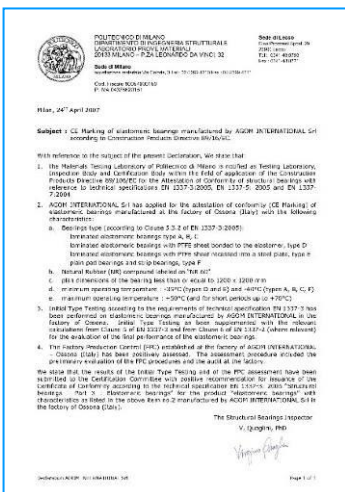 POLITECNICO DI MILANO
DIPARTIMENTO DI INGEGNERIA STRUTTURALE
LABORATORIO PROVE MATERIALI
20133 MILANO - P.ZA LEONARDO DA VINCI, 32
Sede di Lecco
Sede di Milano
Milan, 24th April 2007
Subject : CE Marking of elastomeric bearings manufactured by AGOM INTERNATIONAL Srl
according to Construction Products Directive 89/106/EC.
With reference to the subject of the present Declaration, We state that:
1. the Materials Testing Laboratory of Politecnico di Milano is notified as Testing Laboratory,
Inspection Body and Certification Body within the field of application of the Construction
Products Directive 89/106/EC for the Attestation of Conformity of structural bearings with
reference to technical specifications EN 1337-3:2005, EN 1337-5: 2005 and EN 1337-
7:2004.
2. AGOM INTERNATIONAL Srl has applied for the attestation of conformity (CE Marking) of
elastomeric bearings manufactured at the factory of Ossona (Italy) with the following
characteristics:
a. Bearings type (according to Clause 5.3.2 of EN 1337-3:2005)
laminated elastomeric bearings type A, B, C
laminated elastomeric bearings with PTFE sheet bonded to the elastomer, type D
laminated elastomeric bearings with PTFE sheet recessed into a steel plate, type E
plain pad bearings and strip bearings, type F
b. Natural Rubber (NR) compound labelled as "NR 60"
c. plan dimensions of the bearing less than or equal to 1200 x 1200 mm
d. minimum operating temperature : -35°C (types D and E) and -40°C (types A, B, C, F)
e. maximum operating temperature : +50°C (and for short periods up to +70°C)
3. Initial Type Testing according to the requirements of technical specification EN 1337-3 has
been performed on elastomeric bearings manufactured by AGOM INTERNATIONAL in the
factory of Ossona. Initial Type Testing as been supplemented with the relevant
calculations from Clause 5 of EN 1337-3 and from Clause 6 of EN 1337-2 (where relevant)
for the evaluation of the final performance of the elastomeric bearings.
4. The Factory Production Control (FPC) established at the factory of AGOM INTERNATIONAL
- Ossona (Italy) has been positively assessed. The assessment procedure included the
preliminary evaluation of the FPC procedures and the audit at the factory.
We state that the results of the Initial Type Testing and of the FPC assessment have been
submitted to the Certification Committee with positive recommendation for issuance of the
Certificate of Conformity according to the technical specification EN 1337-3: 2005 "Structural
bearings - Part 3 : Elastomeric bearings" for the product "elastomeric bearings" with
characteristics as listed in the above item no.2 manufactured by AGOM INTERNATIONAL Srl in
the factory of Ossona (Italy).
The Structural Bearings Inspector
V. Quaglini, PhD
Page 1 of 1